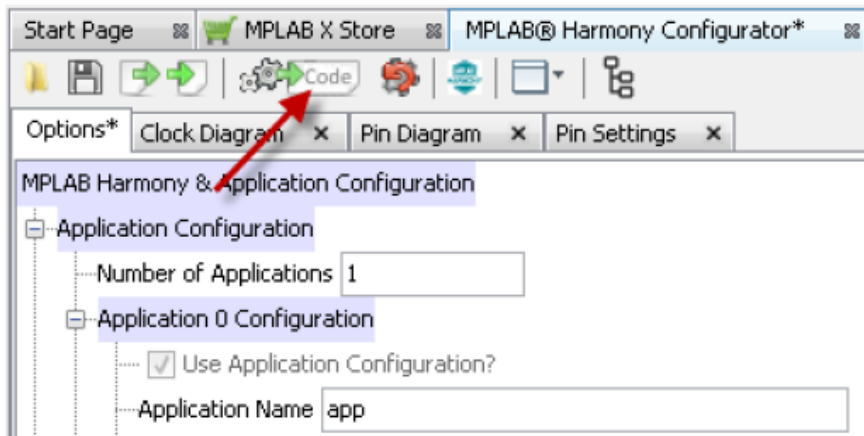 Start Page MPLAB X Store MPLAB® Harmony Configurator*
Code
Options* Clock Diagram Pin Diagram Pin Settings
MPLAB Harmony & Application Configuration
Application Configuration
Number of Applications 1
Application 0 Configuration
Use Application Configuration?
Application Name app